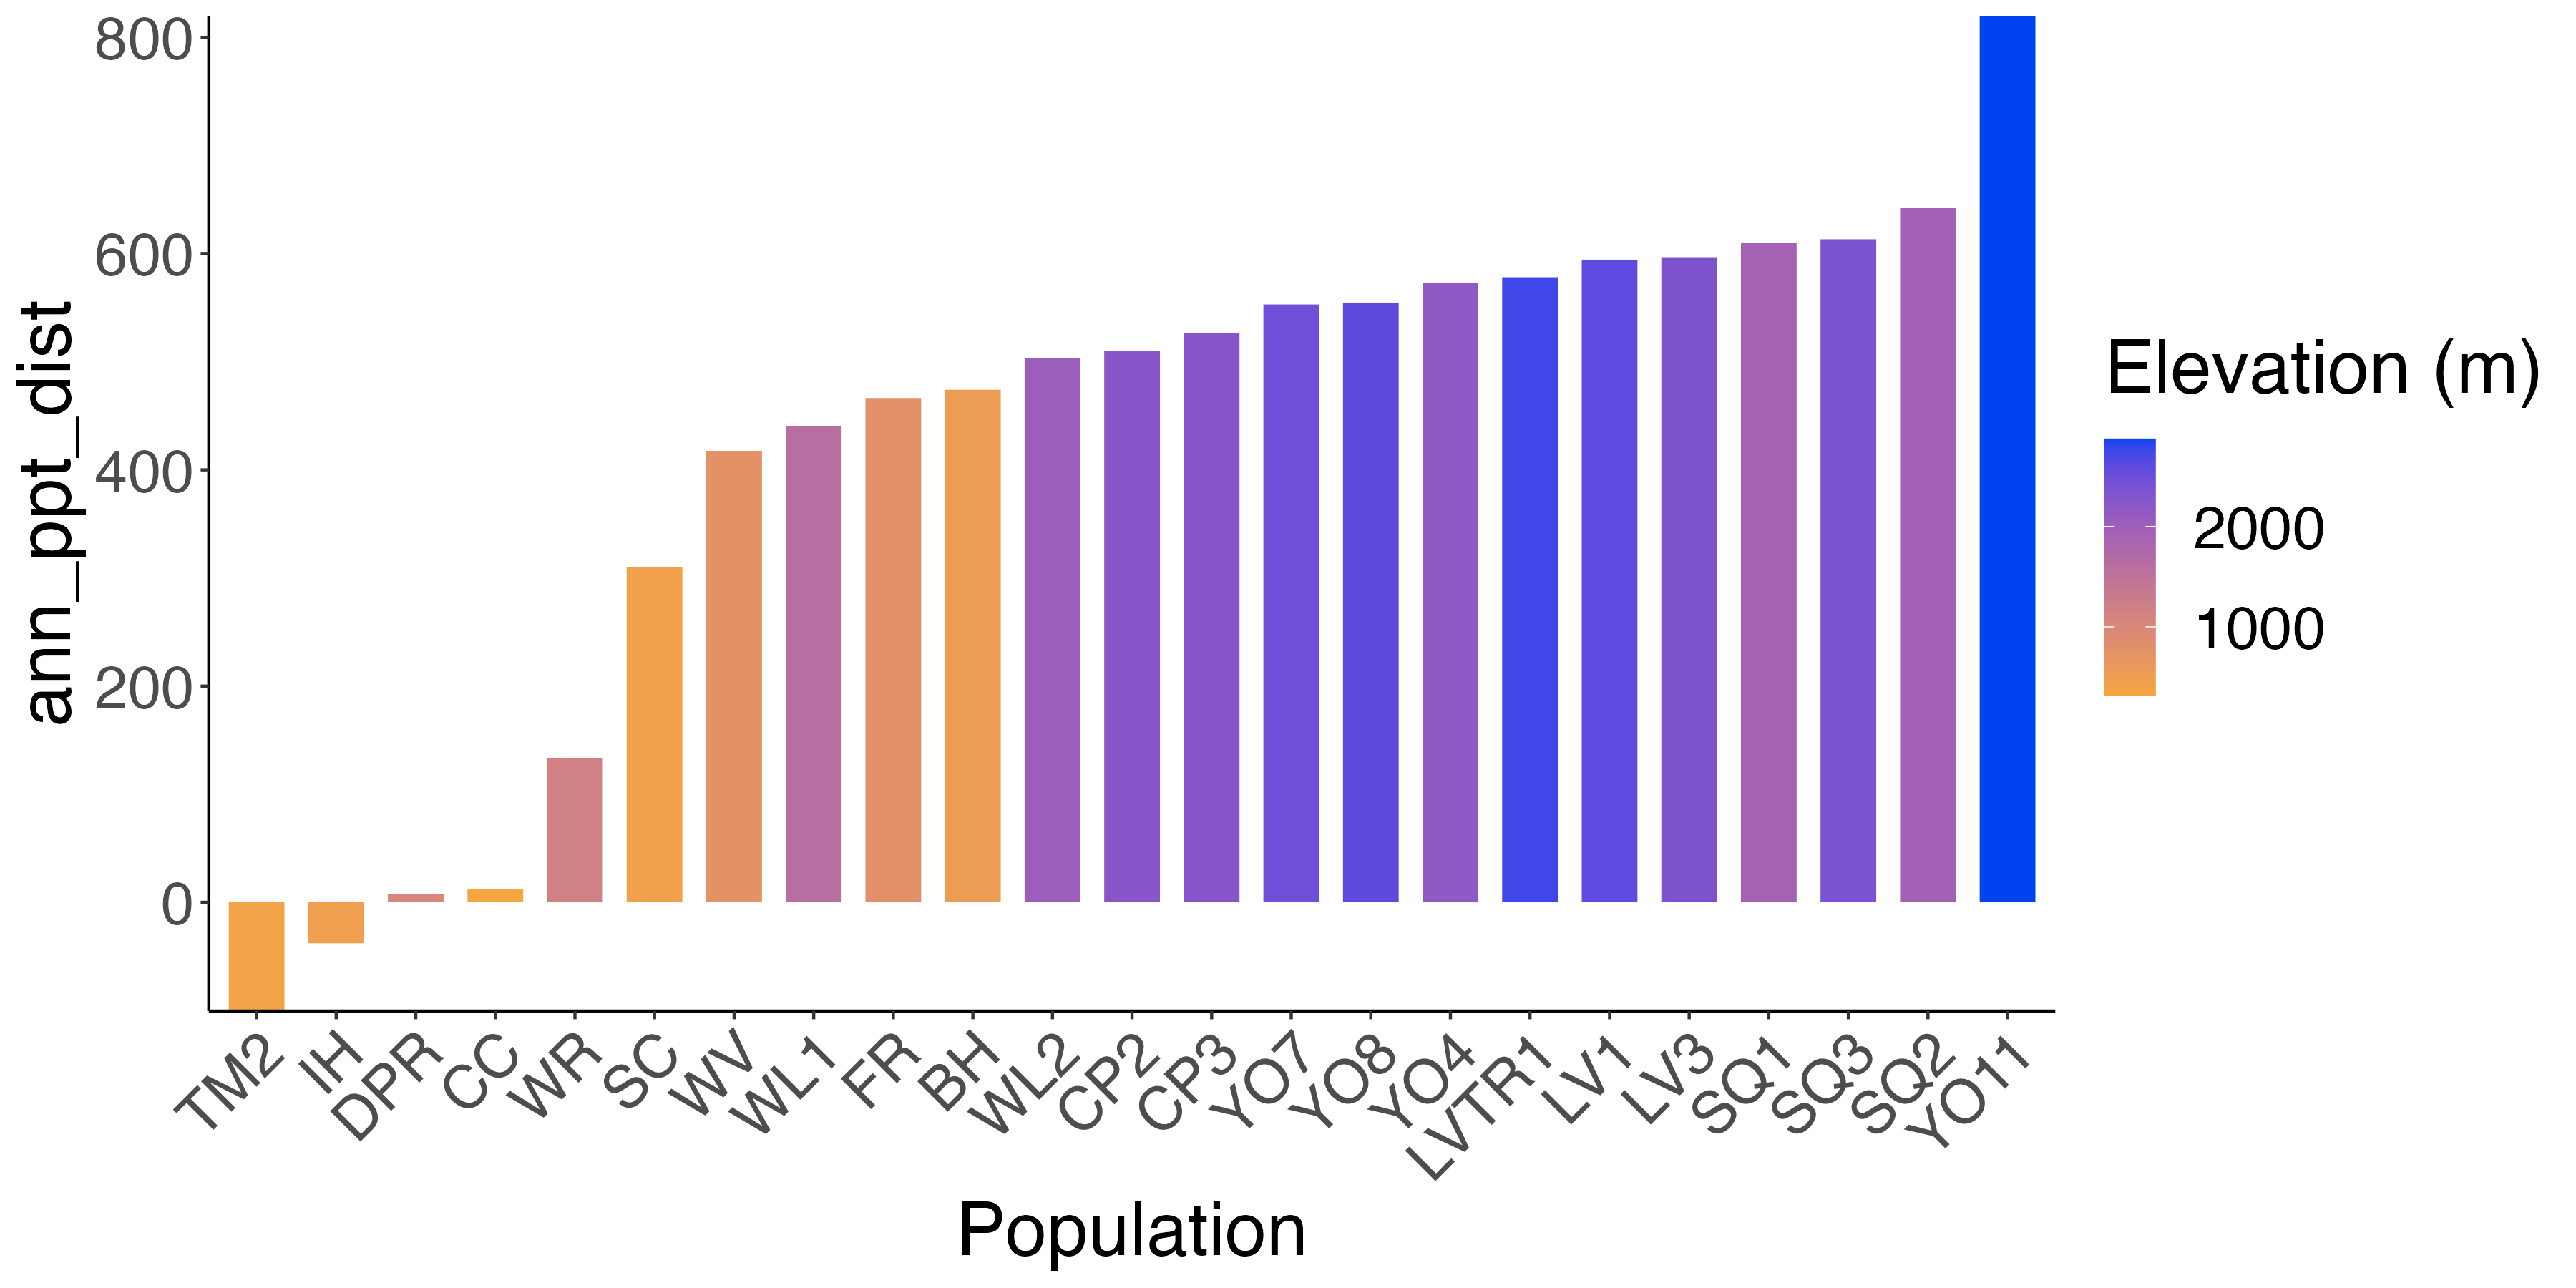 ann_ppt_dist
800
600
400
200
0
TM2
IH
DPR
CC
WR
SC
WV
WL1
FR
BH
WL2
CP2
CP3
YO7
YO8
YO4
LVTR1
LV1
LV3
SQ1
SQ3
SQ2
YO11
Population
Elevation (m)
2000
1000